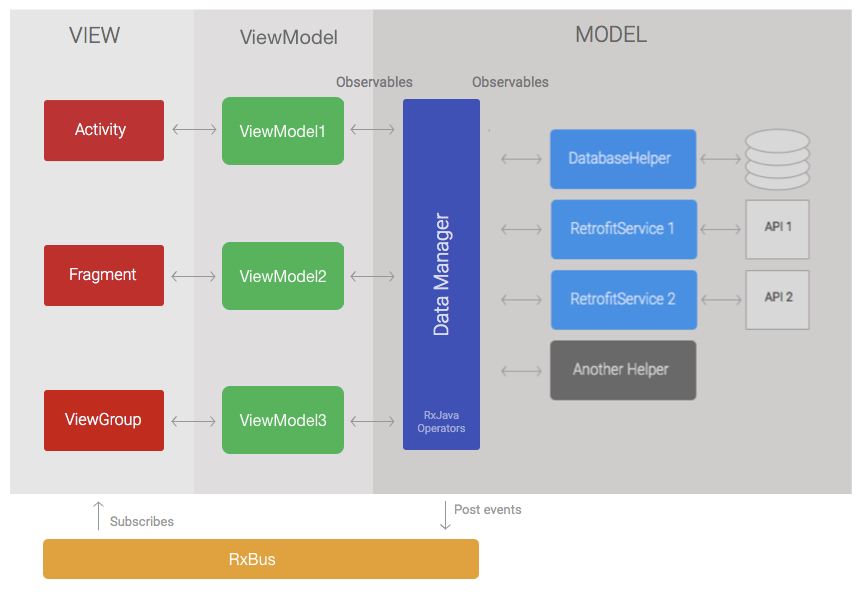 VIEW
ViewModel
MODEL
Observables
Observables
Activity
ViewModel1
DatabaseHelper
RetrofitService 1
API 1
Fragment
ViewModel2
Data Manager
RetrofitService 2
API 2
Another Helper
ViewGroup
ViewModel3
RxJava
Operators
Subscribes
Post events
RxBus